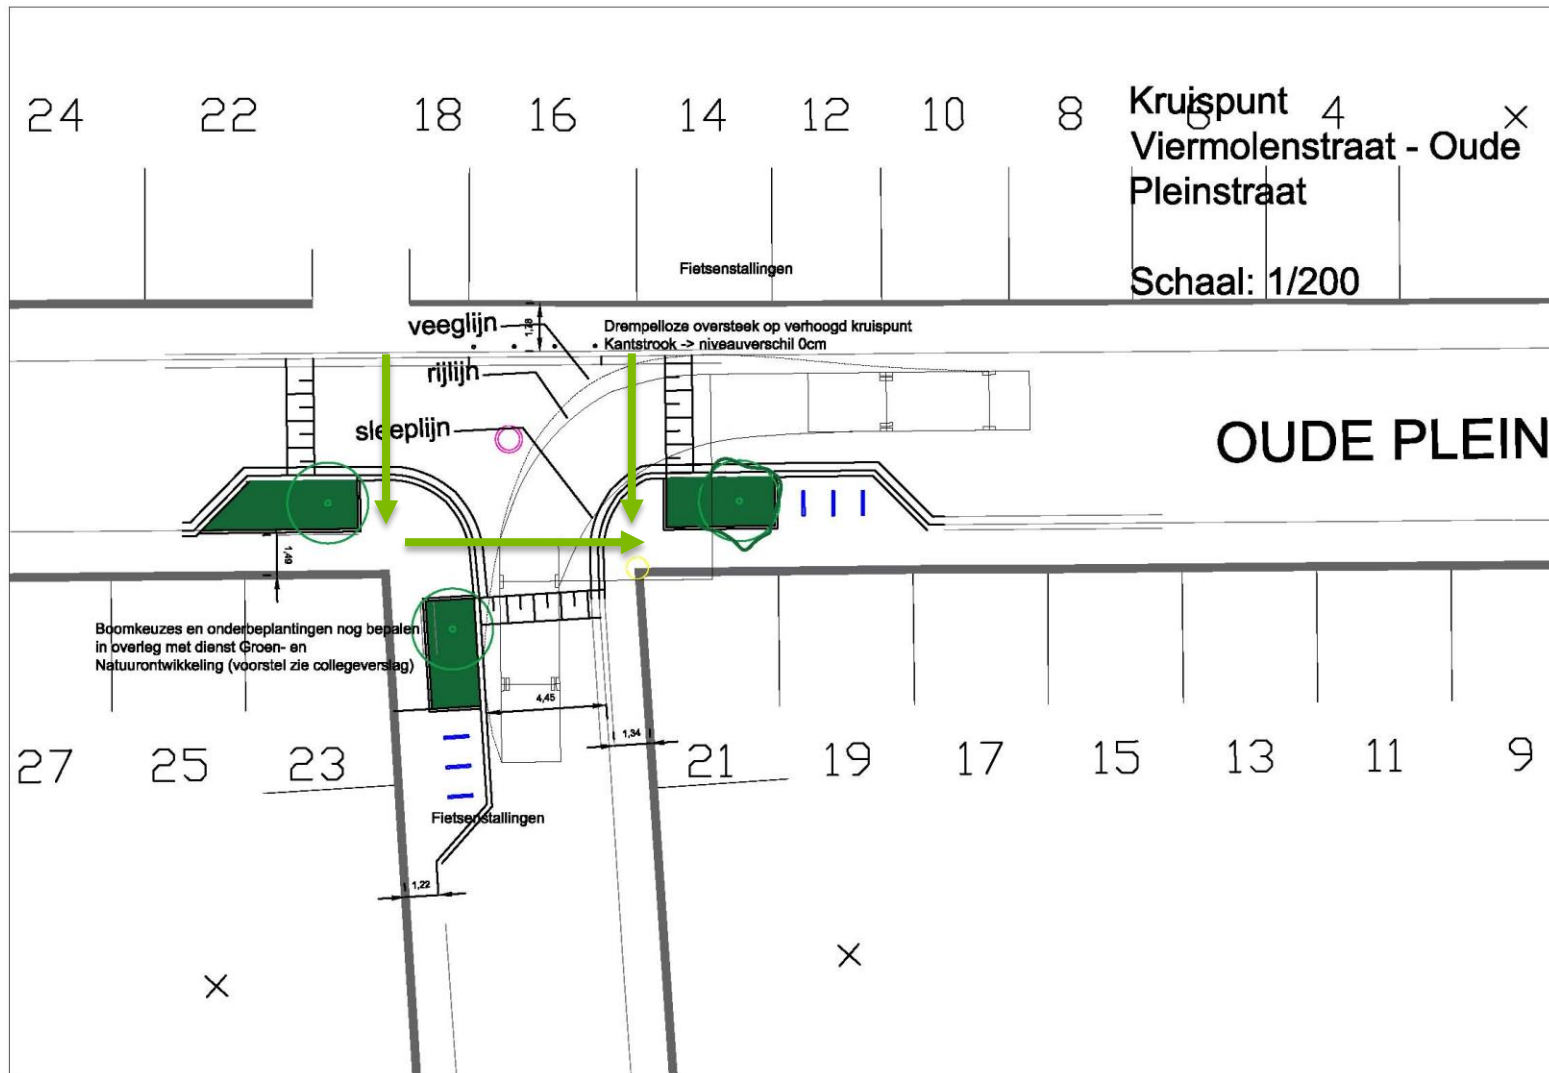 24 22 18 16 14 12 10 8 6 4
Kruispunt
Viermolenstraat - Oude
Pleinstraat
Schaal: 1/200
Fietsenstallingen
1,78
veeglijn
Drempelloze oversteek op verhoogd kruispunt
Kantstrook -> niveauverschil 0cm
rijlijn
sleeplijn
OUDE PLEIN
1,49
Boomkeuzes en onderbeplantingen nog bepalen
in overleg met dienst Groen- en
Natuurontwikkeling (voorstel zie collegeverslag)
4,45
1,34
27 25 23 21 19 17 15 13 11 9
Fietsenstallingen
1,22